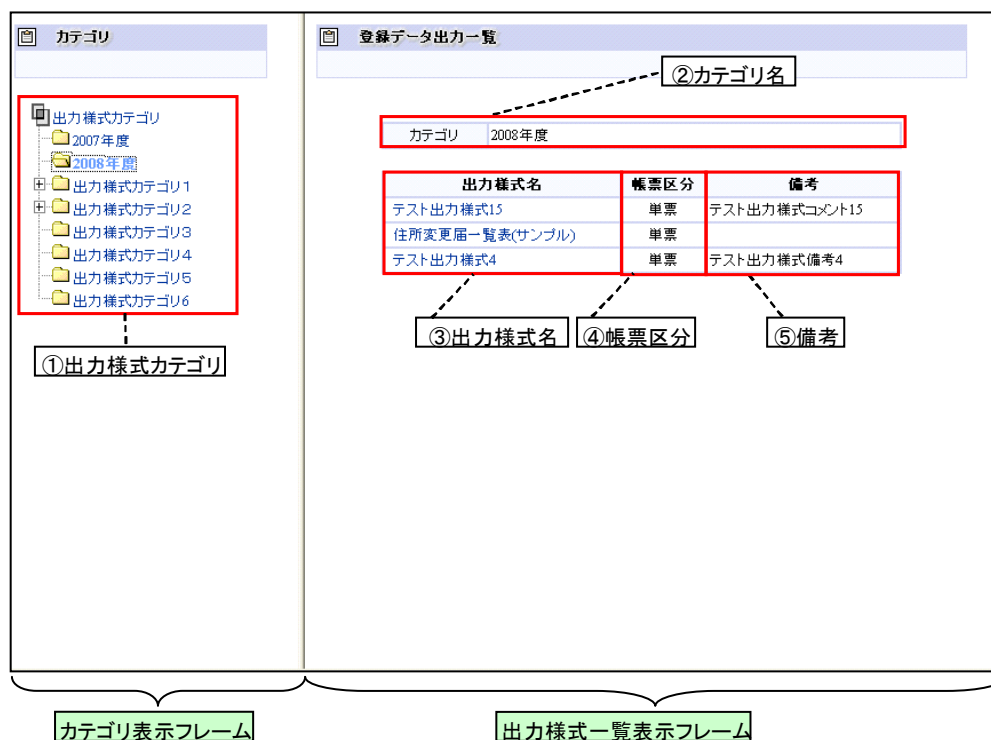 カテゴリ
登録データ出力一覧
②カテゴリ名
出力様式カテゴリ
2007年度
2008年度
出力様式カテゴリ1
出力様式カテゴリ2
出力様式カテゴリ3
出力様式カテゴリ4
出力様式カテゴリ5
出力様式カテゴリ6
①出力様式カテゴリ
カテゴリ 2008年度
出力様式名 帳票区分 備考
テスト出力様式15 単票 テスト出力様式コメント15
住所変更届一覧表(サンプル) 単票
テスト出力様式4 単票 テスト出力様式備考4
③出力様式名 ④帳票区分 ⑤備考
カテゴリ表示フレーム
出力様式一覧表示フレーム